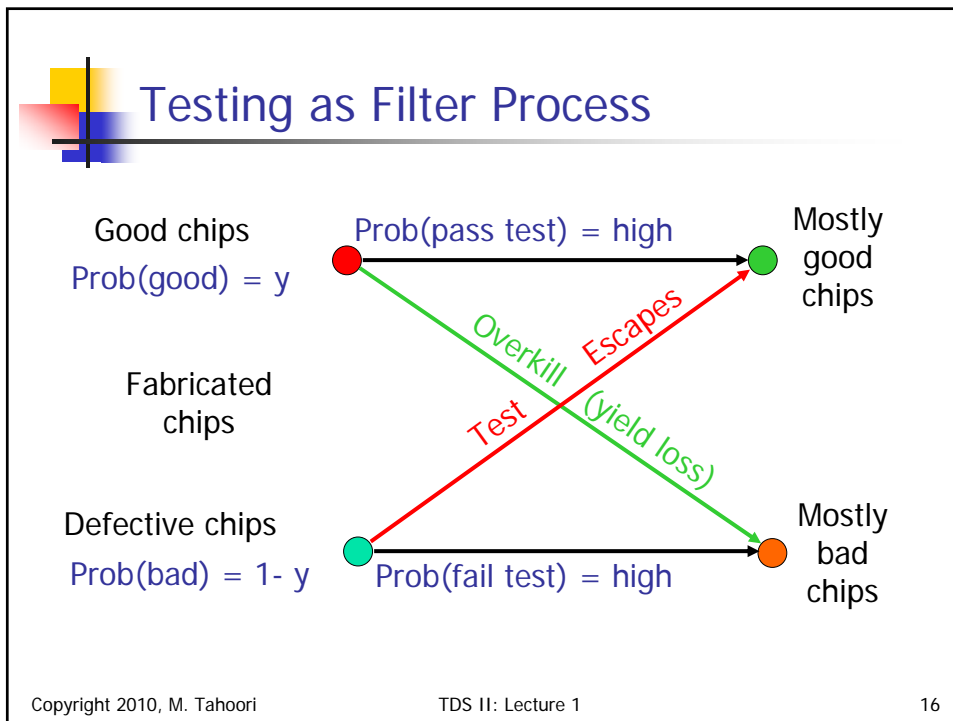 Testing as Filter Process
Good chips
Prob(good) = y
Prob(pass test) = high
Mostly
good
chips
Fabricated
chips
Overkill (yield loss)
Test Escapes
Defective chips
Prob(bad) = 1- y
Prob(fail test) = high
Mostly
bad
chips
Copyright 2010, M. Tahoori
TDS II: Lecture 1
16